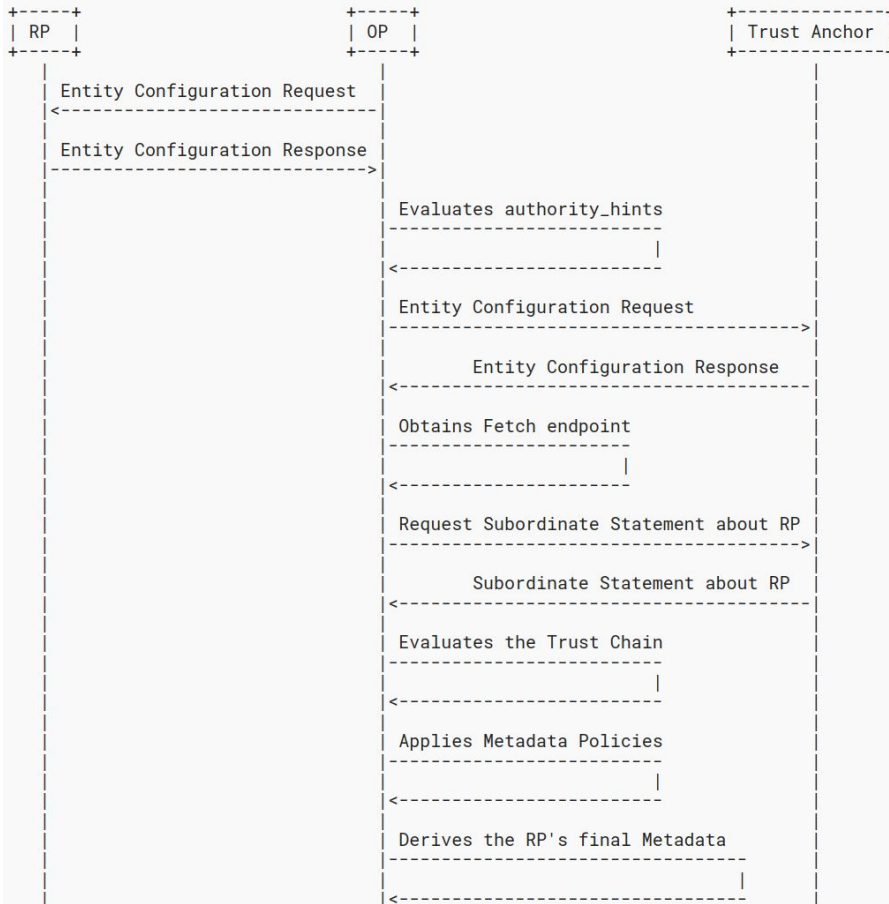 RP OP Trust Anchor
Entity Configuration Request
Entity Configuration Response
Evaluates authority_hints
Entity Configuration Request
Entity Configuration Response
Obtains Fetch endpoint
Request Subordinate Statement about RP
Subordinate Statement about RP
Evaluates the Trust Chain
Applies Metadata Policies
Derives the RP's final Metadata